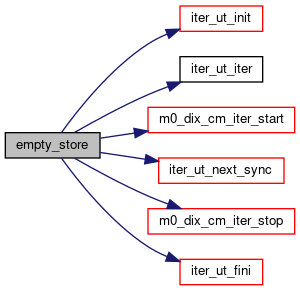 empty_store
iter_ut_init
iter_ut_iter
m0_dix_cm_iter_start
iter_ut_next_sync
m0_dix_cm_iter_stop
iter_ut_fini